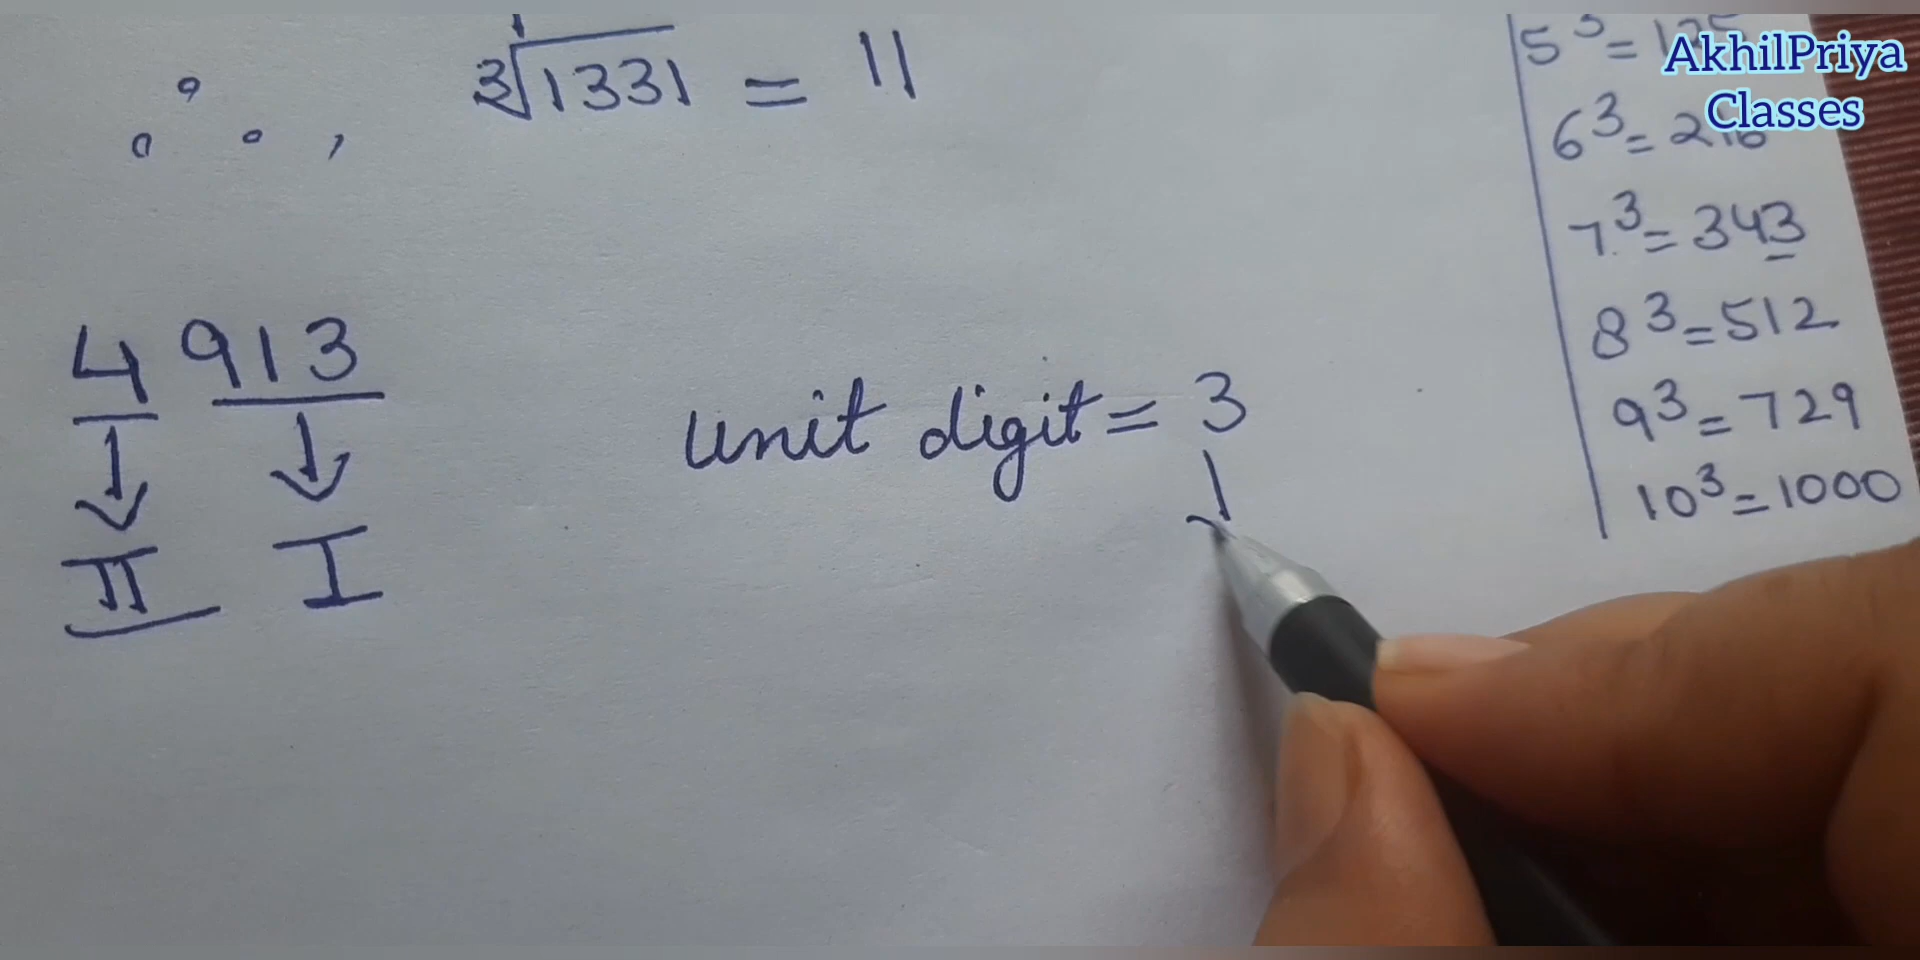 ∴, ∛1331 = 11
4 913
II I
unit digit = 3
5³ =
6³ = 216
7³ = 343
8³ = 512
9³ = 729
10³ = 1000
AkhilPriya
Classes